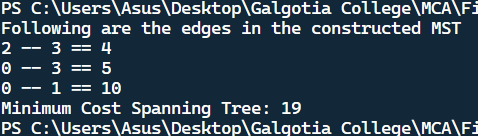 PS C:\Users\Asus\Desktop\Galgotia College\MCA\Fi
Following are the edges in the constructed MST
2 -- 3 == 4
0 -- 3 == 5
0 -- 1 == 10
Minimum Cost Spanning Tree: 19
PS C:\Users\Asus\Desktop\Galgotia College\MCA\Fi